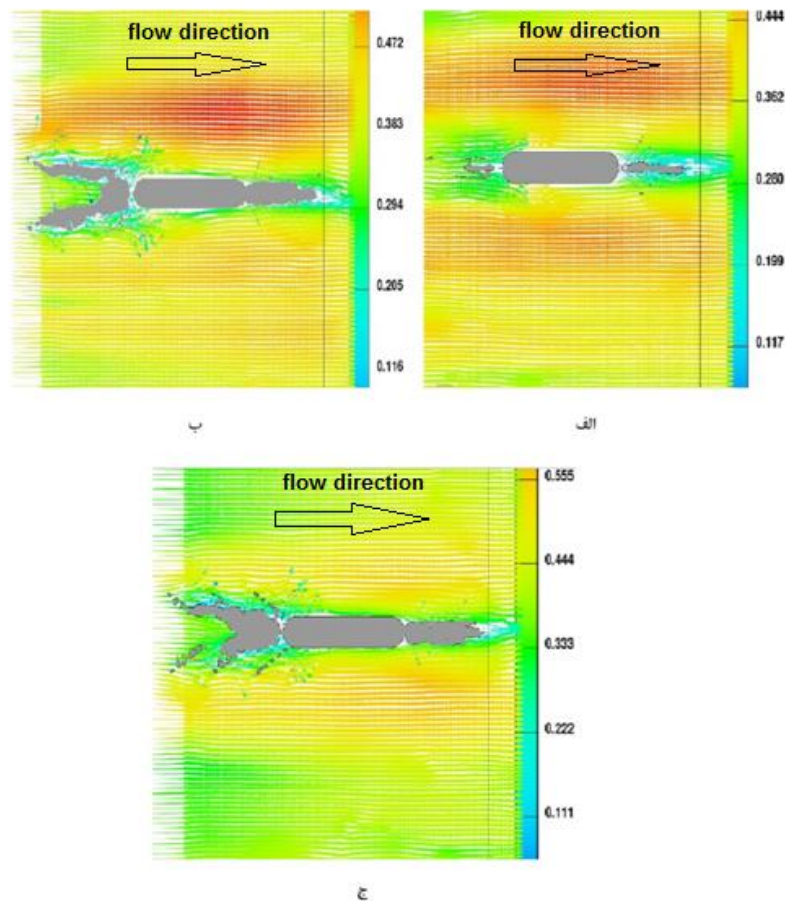 flow direction
0.472
0.383
0.294
0.205
0.116
ب
flow direction
0.444
0.362
0.280
0.199
0.117
الف
flow direction
0.555
0.444
0.333
0.222
0.111
ج